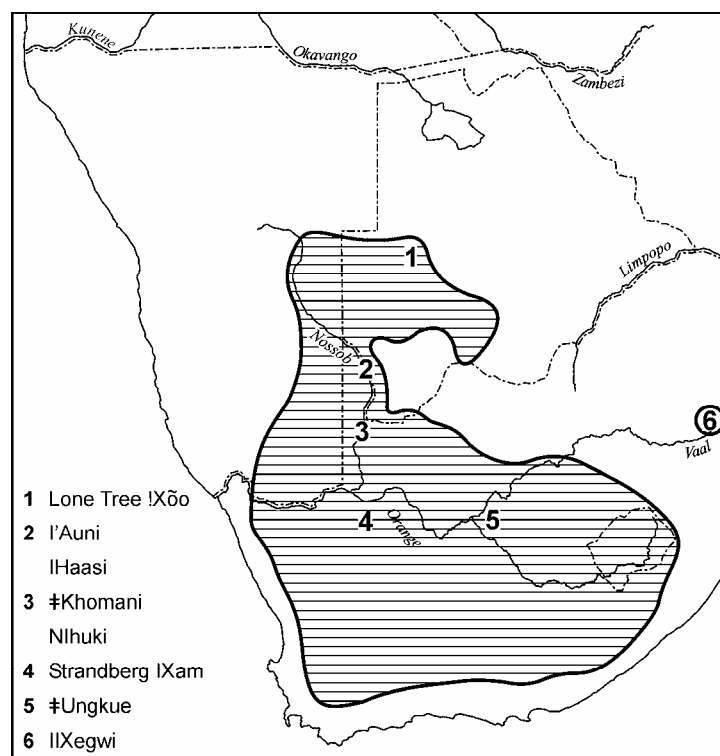 Kunene
Okavango
Zambezi
1
Limpopo
Nossob
2
3
6
Vaal
4
Orange
5
1 Lone Tree !Xõo
2 I'Auni
IHaasi
3 ǂKhomani
NIhuki
4 Strandberg IXam
5 ǂUngkue
6 IIXegwi